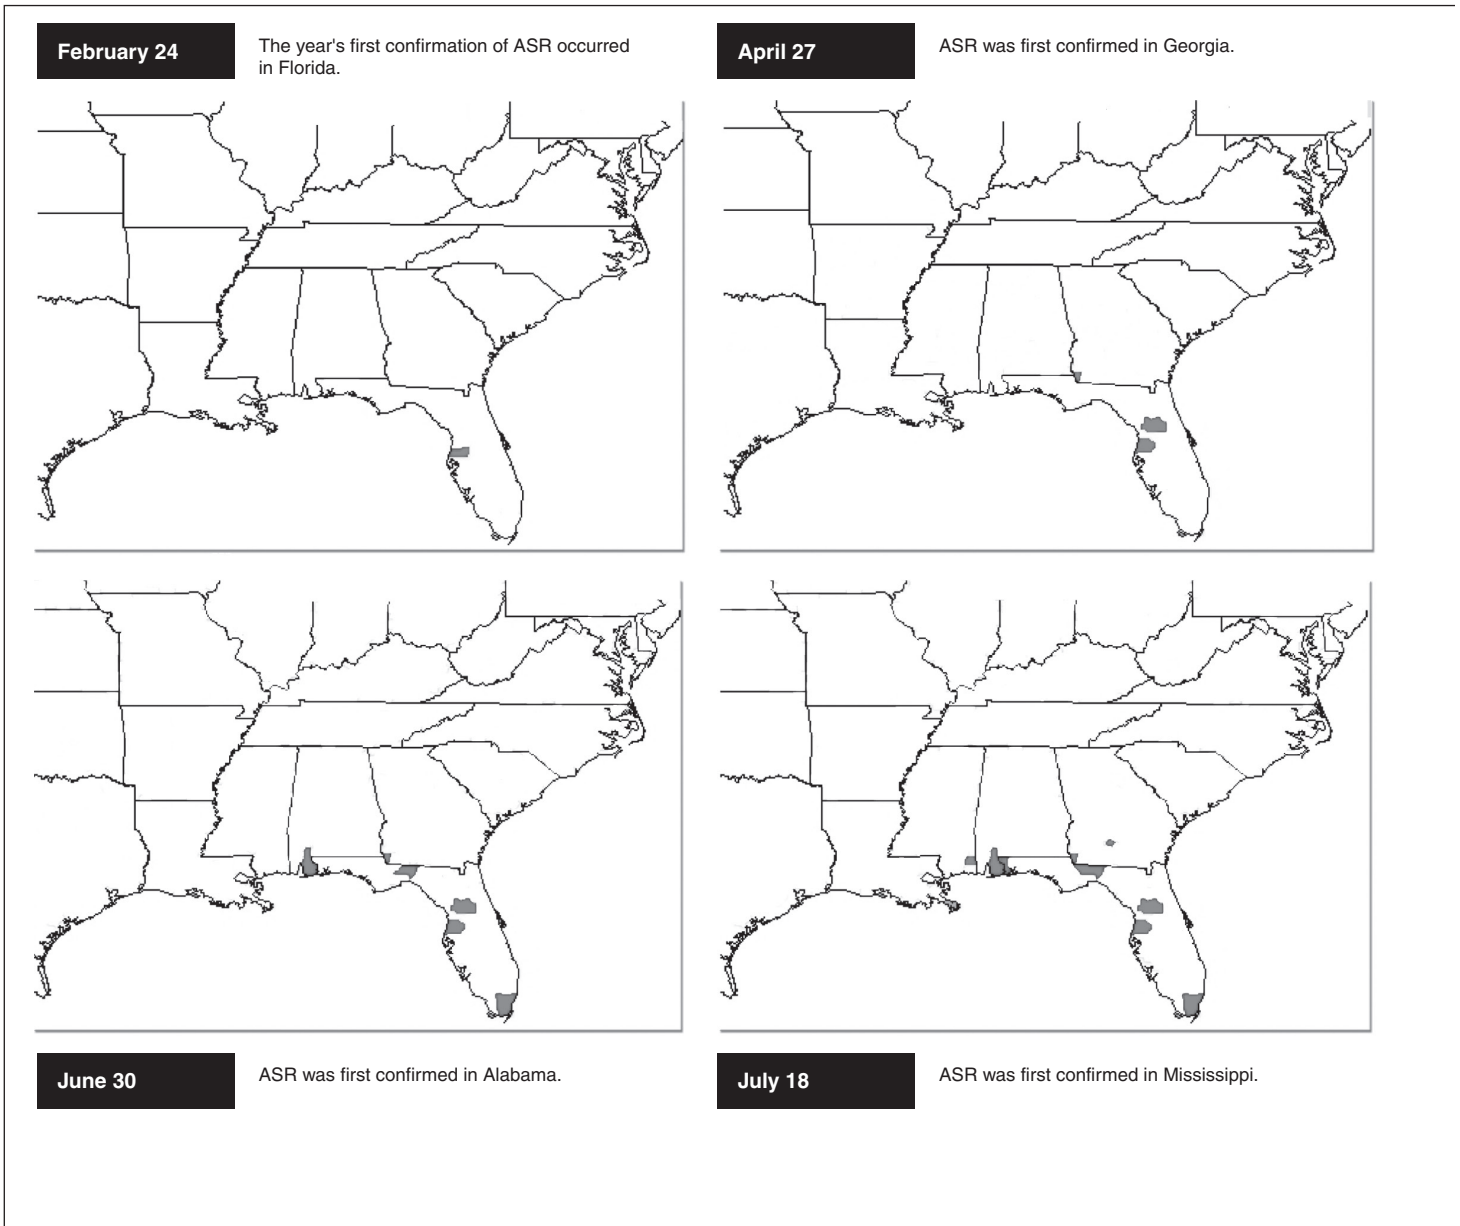 February 24
The year's first confirmation of ASR occurred
in Florida.
April 27
ASR was first confirmed in Georgia.
June 30
ASR was first confirmed in Alabama.
July 18
ASR was first confirmed in Mississippi.